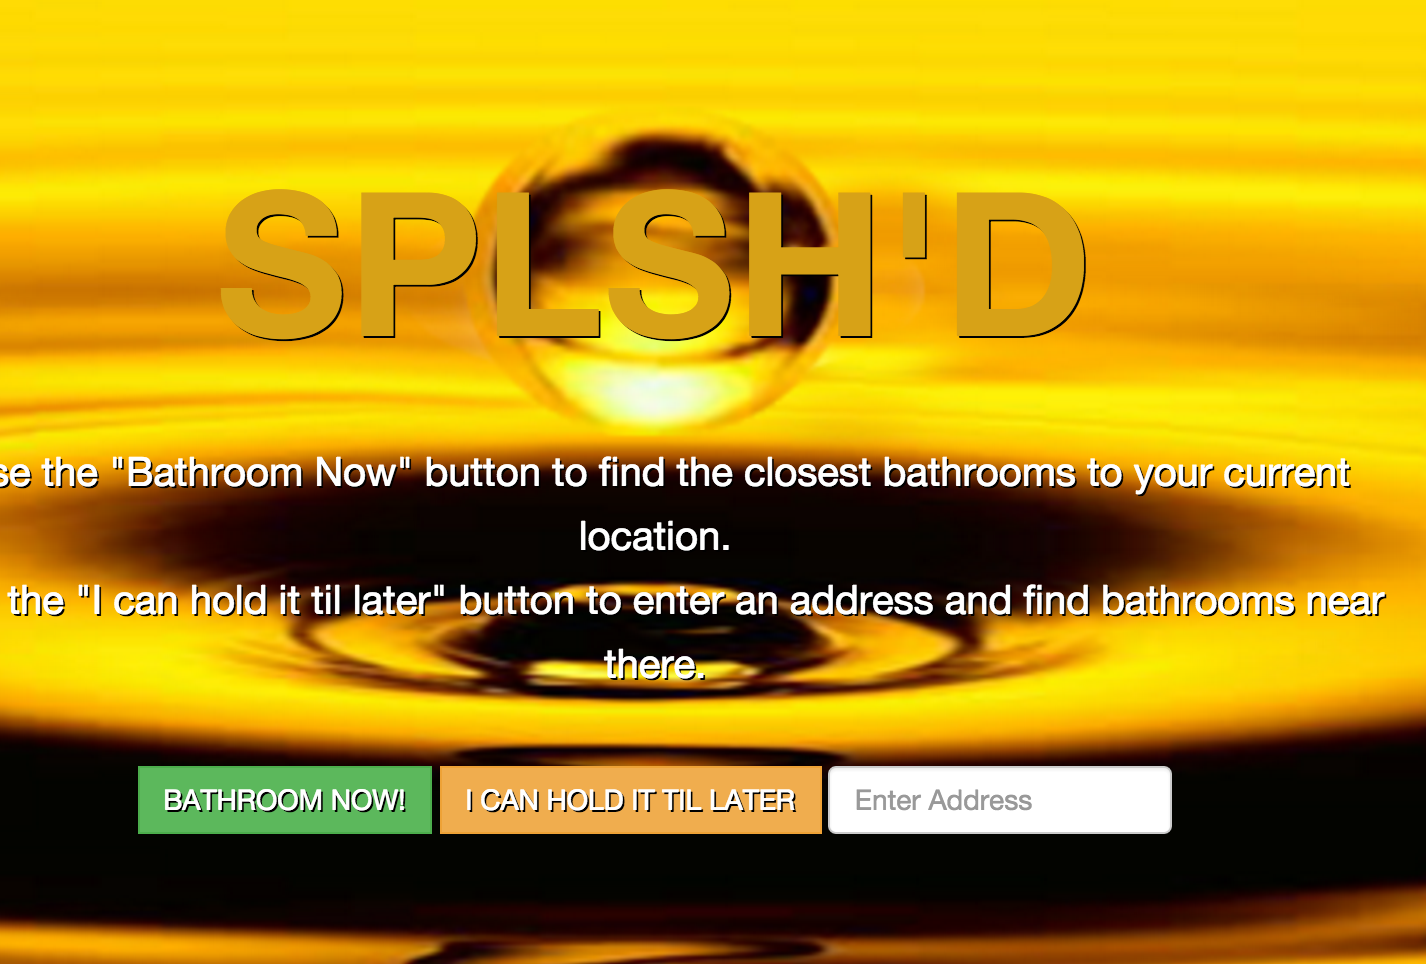 SPLSH'D
se the "Bathroom Now" button to find the closest bathrooms to your current
location.
the "I can hold it til later" button to enter an address and find bathrooms near
there.
BATHROOM NOW! I CAN HOLD IT TIL LATER Enter Address